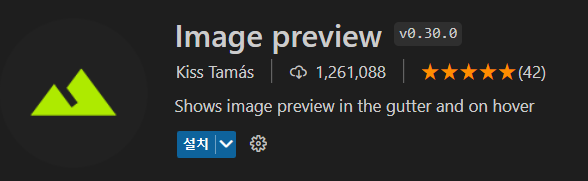 Image preview v0.30.0
Kiss Tamás 1,261,088 (42)
Shows image preview in the gutter and on hover
설치